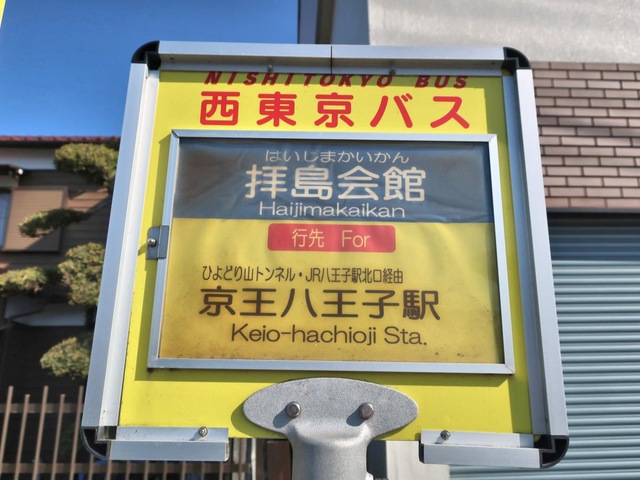 NISHITOKYO BUS
西東京バス
はいじまかいかん
拝島会館
Haijimakaikan
行先 For
ひよどり山トンネル・JR八王子駅北口経由
京王八王子駅
Keio-hachioji Sta.